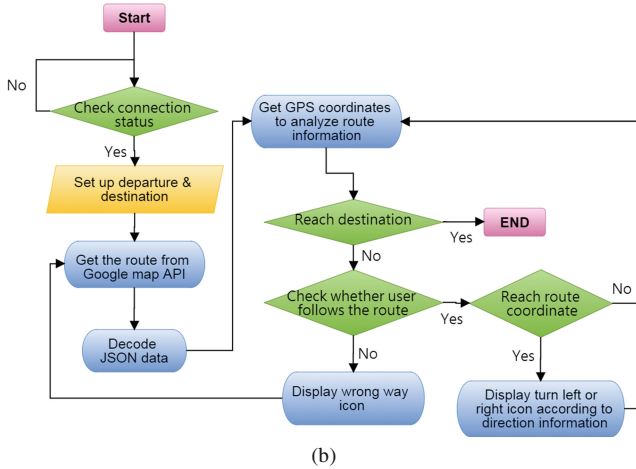 Start
No
Check connection
status
Yes
Set up departure &
destination
Get the route from
Google map API
Decode
JSON data
Get GPS coordinates
to analyze route
information
Reach destination
Yes
END
No
Check whether user
follows the route
Yes
Reach route
coordinate
No
No
Yes
Display wrong way
icon
Display turn left or
right icon according to
direction information
(b)